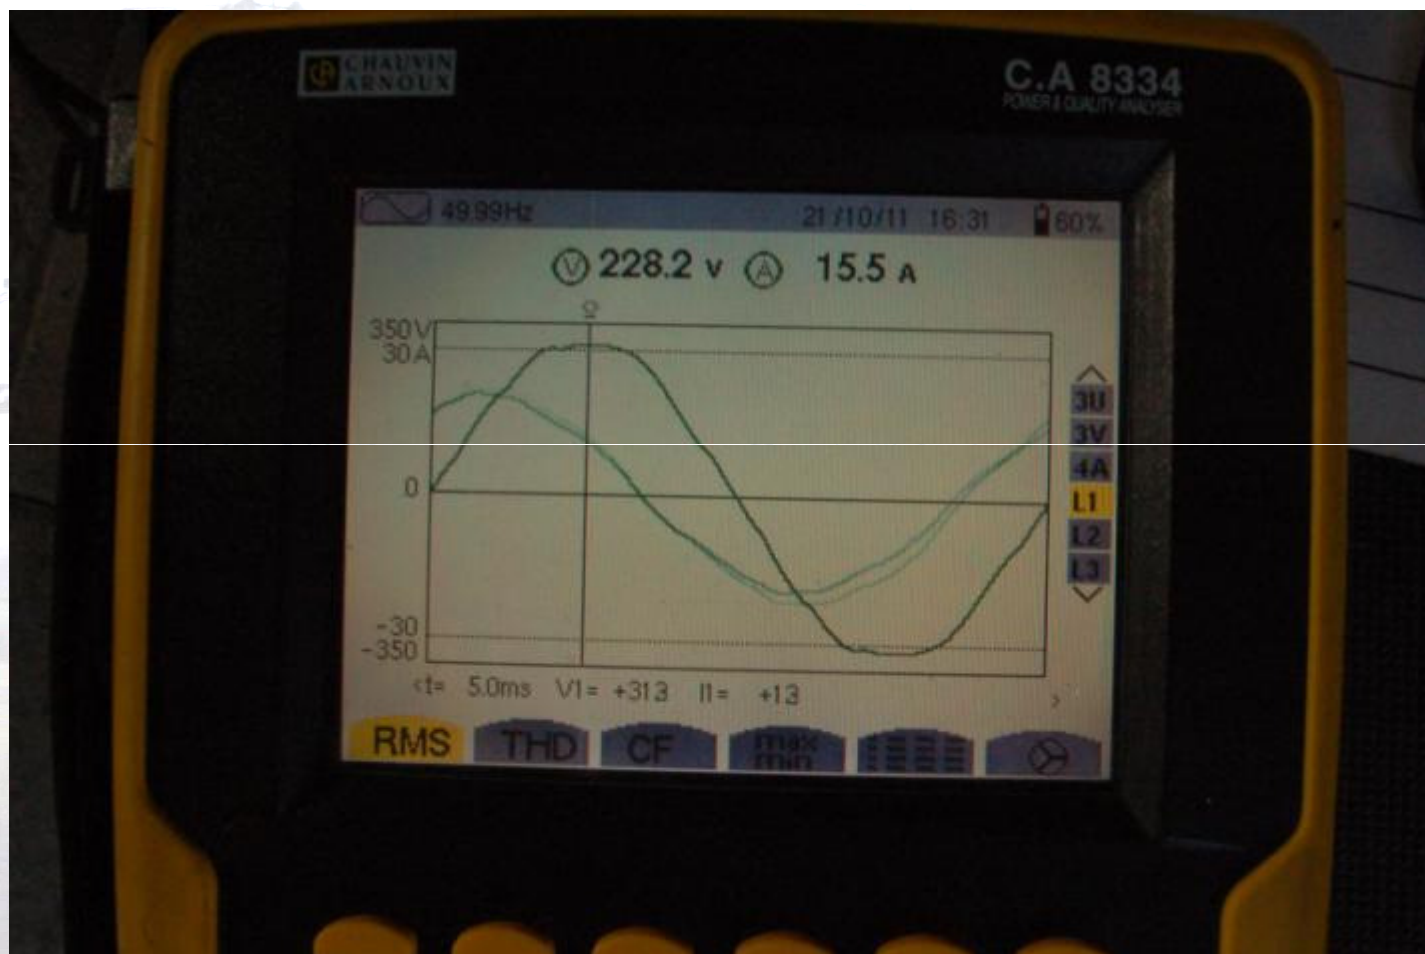 CHAUVIN
ARNOUX
C.A 8334
POWER & QUALITY ANALYSER
49.99Hz 21/10/11 16:31 60%
V 228.2 V A 15.5 A
350V
30A
0
-30
-350
3U
3V
4A
L1
L2
L3
<t= 5.0ms V1= +313 I1= +13 >
RMS THD CF max
min